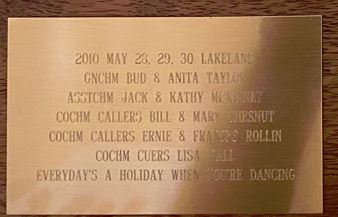 2010 MAY 28, 29, 30 LAKELAND
GNCHM BUD & ANITA TAYLOR
ASSTCHM JACK & KATHY MCKINNEY
COCHM CALLERS BILL & MARY CHESNUT
COCHM CALLERS ERNIE & FRANCES ROLLIN
COCHM CUERS LISA
EVERYDAY'S A HOLIDAY WHEN YOU'RE DANCING